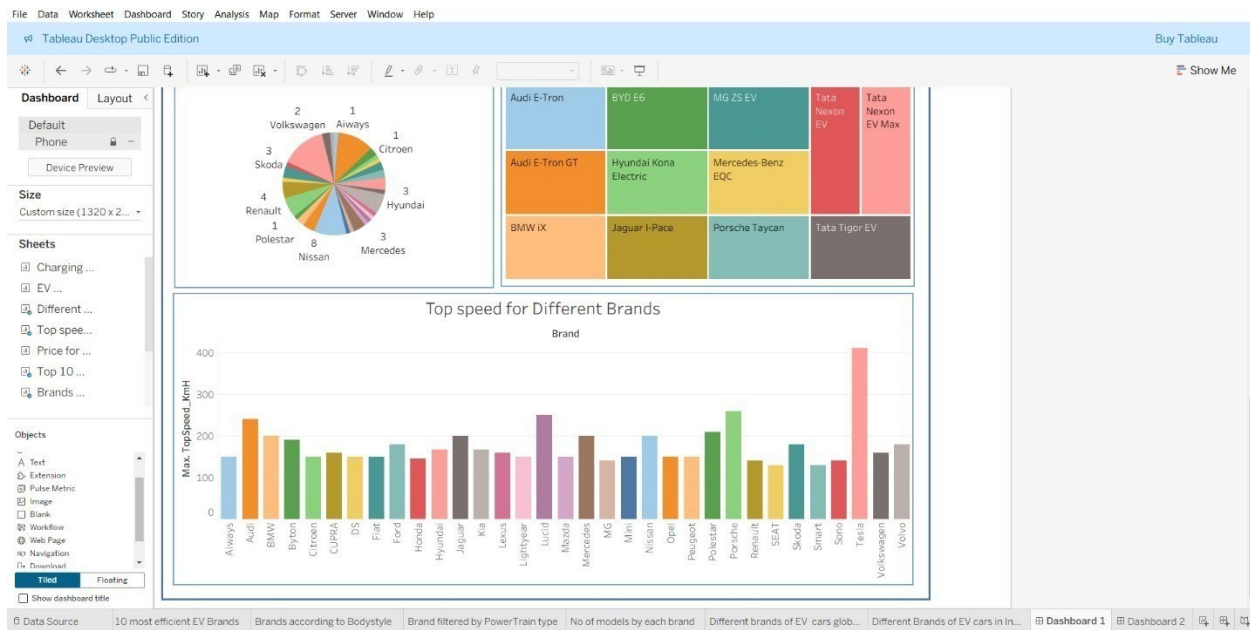 File Data Worksheet Dashboard Story Analysis Map Format Server Window Help
Tableau Desktop Public Edition
Buy Tableau
Show Me
Dashboard Layout
Default
Phone
Device Preview
Size
Custom size (1320 x 2...
Sheets
Charging ...
EV ...
Different ...
Top spee...
Price for ...
Top 10 ...
Brands ...
Objects
Text
Extension
Pulse Metric
Image
Blank
Workflow
Web Page
Navigation
Download
Tiled Floating
Show dashboard title
2
Volkswagen
1
Aiways
1
Citroen
3
Skoda
3
Hyundai
4
Renault
1
Polestar
8
Nissan
3
Mercedes
Audi E-Tron
BYD E6
MG ZS EV
Tata
Nexon
EV
Tata
Nexon
EV Max
Audi E-Tron GT
Hyundai Kona
Electric
Mercedes-Benz
EQC
BMW iX
Jaguar I-Pace
Porsche Taycan
Tata Tigor EV
Top speed for Different Brands
Brand
Max. TopSpeed_KmH
400
300
200
100
0
Aiways
Audi
BMW
Byton
Citroen
CUPRA
DS
Fiat
Ford
Honda
Hyundai
Jaguar
Kia
Lexus
Lightyear
Lucid
Mazda
Mercedes
MG
Mini
Nissan
Opel
Peugeot
Polestar
Porsche
Renault
SEAT
Skoda
Smart
Sono
Tesla
Volkswagen
Volvo
Data Source 10 most efficient EV Brands Brands according to Bodystyle Brand filtered by PowerTrain type No of models by each brand Different brands of EV cars glob... Different Brands of EV cars in In... Dashboard 1 Dashboard 2